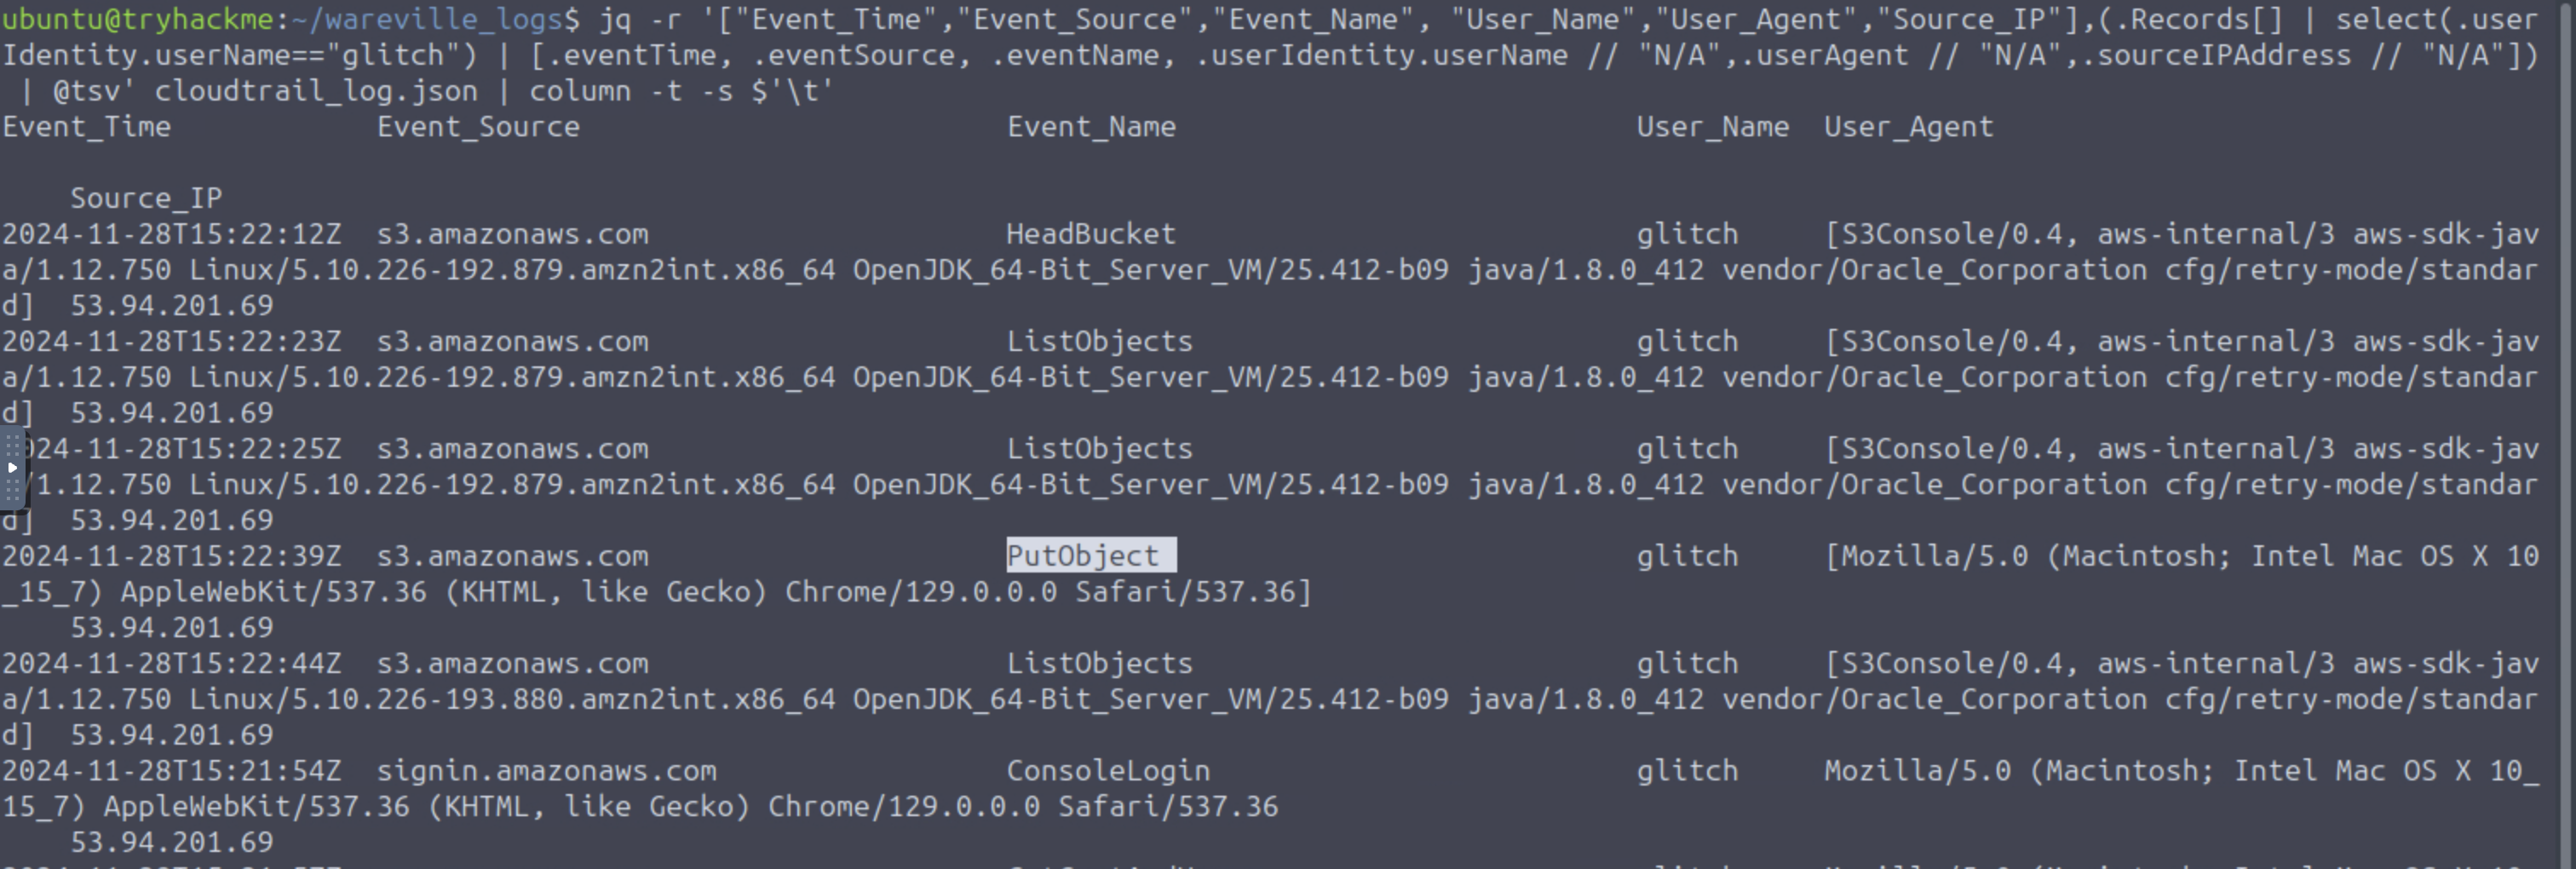 ubuntu@tryhackme:~/wareville_logs$ jq -r '["Event_Time","Event_Source","Event_Name", "User_Name","User_Agent","Source_IP"],(.Records[] | select(.user
Identity.userName=="glitch") | [.eventTime, .eventSource, .eventName, .userIdentity.userName // "N/A",.userAgent // "N/A",.sourceIPAddress // "N/A"])
| @tsv' cloudtrail_log.json | column -t -s $'\t'
Event_Time Event_Source Event_Name User_Name User_Agent
Source_IP
2024-11-28T15:22:12Z s3.amazonaws.com HeadBucket glitch [S3Console/0.4, aws-internal/3 aws-sdk-jav
a/1.12.750 Linux/5.10.226-192.879.amzn2int.x86_64 OpenJDK_64-Bit_Server_VM/25.412-b09 java/1.8.0_412 vendor/Oracle_Corporation cfg/retry-mode/standar
d] 53.94.201.69
2024-11-28T15:22:23Z s3.amazonaws.com ListObjects glitch [S3Console/0.4, aws-internal/3 aws-sdk-jav
a/1.12.750 Linux/5.10.226-192.879.amzn2int.x86_64 OpenJDK_64-Bit_Server_VM/25.412-b09 java/1.8.0_412 vendor/Oracle_Corporation cfg/retry-mode/standar
d] 53.94.201.69
024-11-28T15:22:25Z s3.amazonaws.com ListObjects glitch [S3Console/0.4, aws-internal/3 aws-sdk-jav
/1.12.750 Linux/5.10.226-192.879.amzn2int.x86_64 OpenJDK_64-Bit_Server_VM/25.412-b09 java/1.8.0_412 vendor/Oracle_Corporation cfg/retry-mode/standar
d] 53.94.201.69
2024-11-28T15:22:39Z s3.amazonaws.com PutObject glitch [Mozilla/5.0 (Macintosh; Intel Mac OS X 10
_15_7) AppleWebKit/537.36 (KHTML, like Gecko) Chrome/129.0.0.0 Safari/537.36]
53.94.201.69
2024-11-28T15:22:44Z s3.amazonaws.com ListObjects glitch [S3Console/0.4, aws-internal/3 aws-sdk-jav
a/1.12.750 Linux/5.10.226-193.880.amzn2int.x86_64 OpenJDK_64-Bit_Server_VM/25.412-b09 java/1.8.0_412 vendor/Oracle_Corporation cfg/retry-mode/standar
d] 53.94.201.69
2024-11-28T15:21:54Z signin.amazonaws.com ConsoleLogin glitch Mozilla/5.0 (Macintosh; Intel Mac OS X 10_
15_7) AppleWebKit/537.36 (KHTML, like Gecko) Chrome/129.0.0.0 Safari/537.36
53.94.201.69